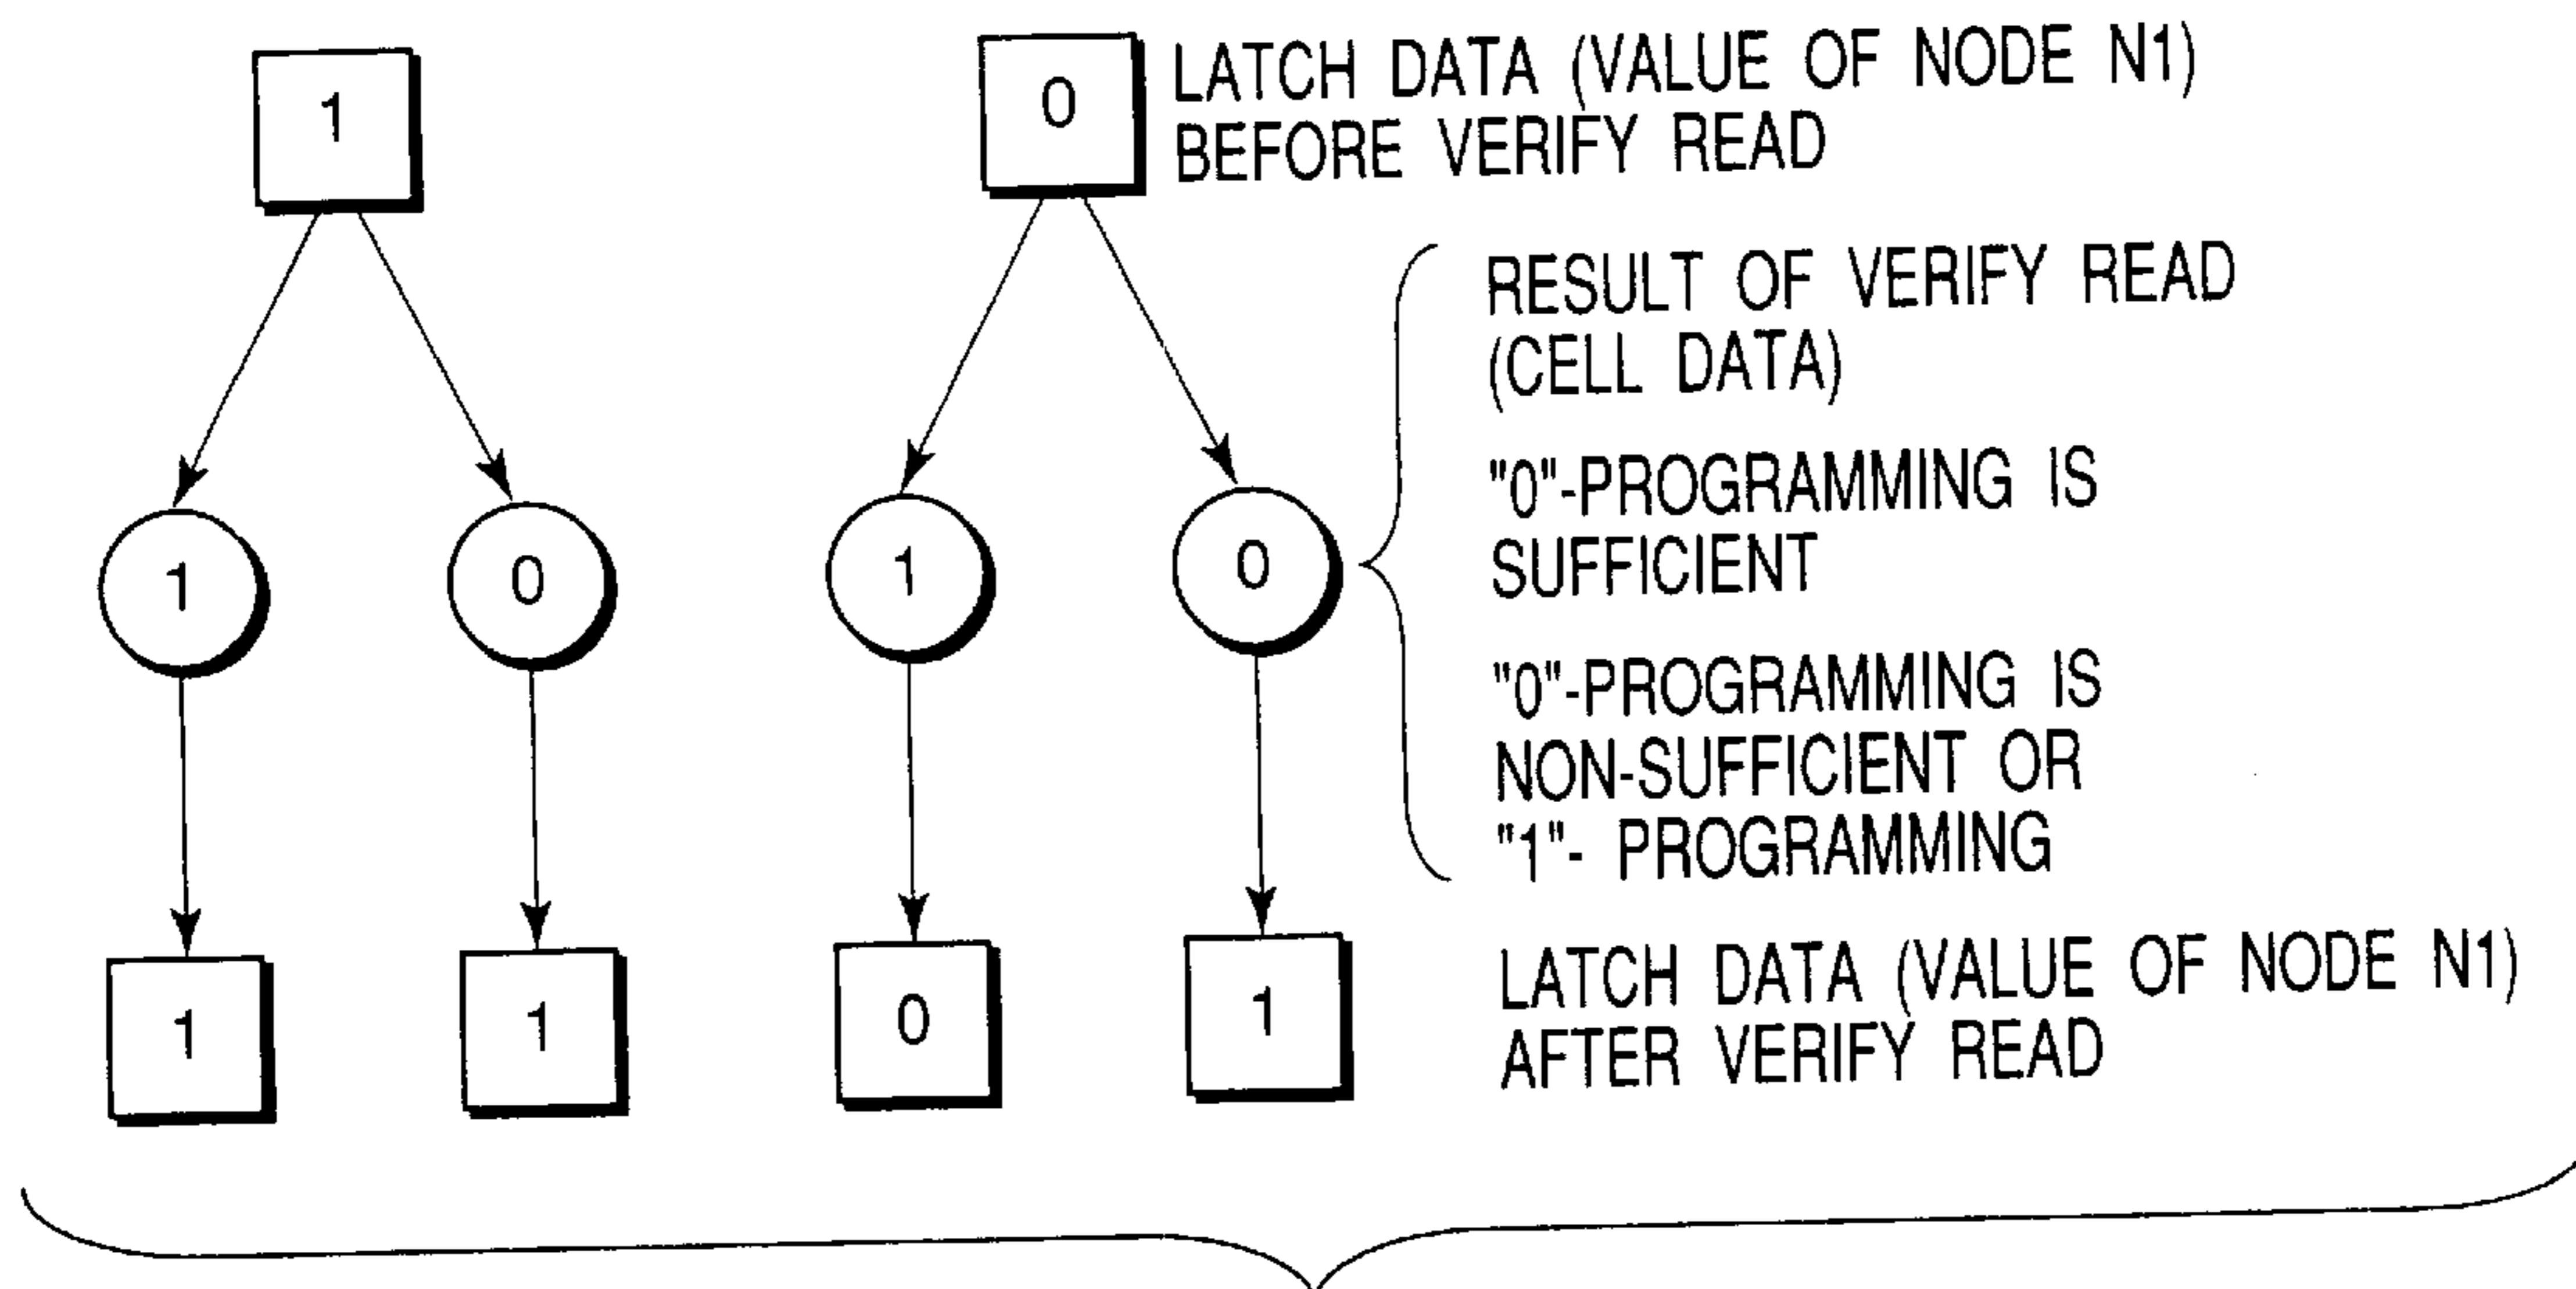 1
0
LATCH DATA (VALUE OF NODE N1)
BEFORE VERIFY READ
RESULT OF VERIFY READ
(CELL DATA)
"0"-PROGRAMMING IS
SUFFICIENT
"0"-PROGRAMMING IS
NON-SUFFICIENT OR
"1"- PROGRAMMING
1 0 1 0
1 1 0 1
LATCH DATA (VALUE OF NODE N1)
AFTER VERIFY READ